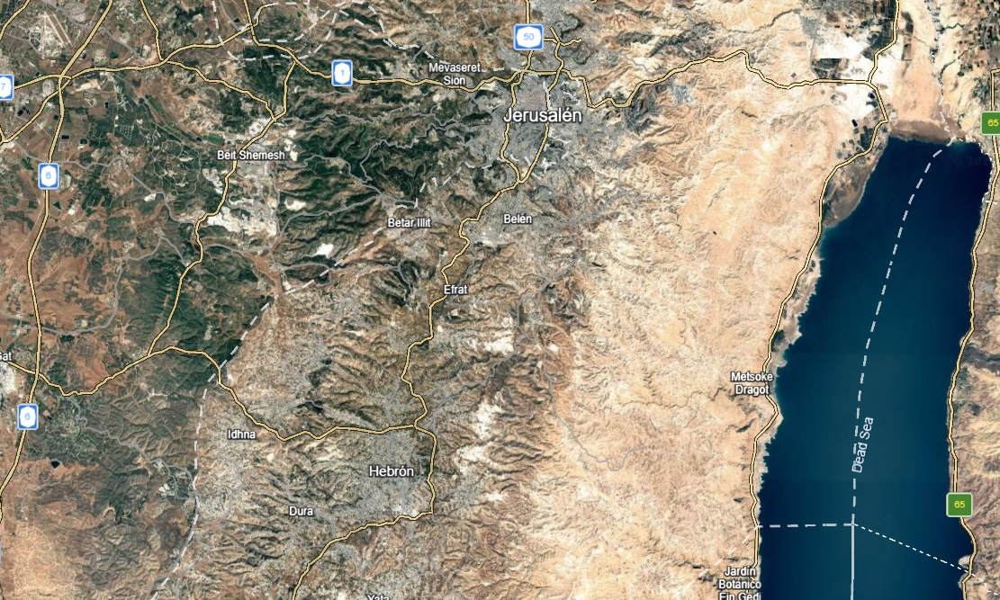 50
1
Mevaseret
Sion
7
Jerusalén
65
Beit Shemesh
6
Betar Illit
Belén
Efrat
Metsoke
Dragot
6
Idhna
Dead Sea
Hebrón
65
Dura
Jardín
Botánico
Ein Gedi
Yata